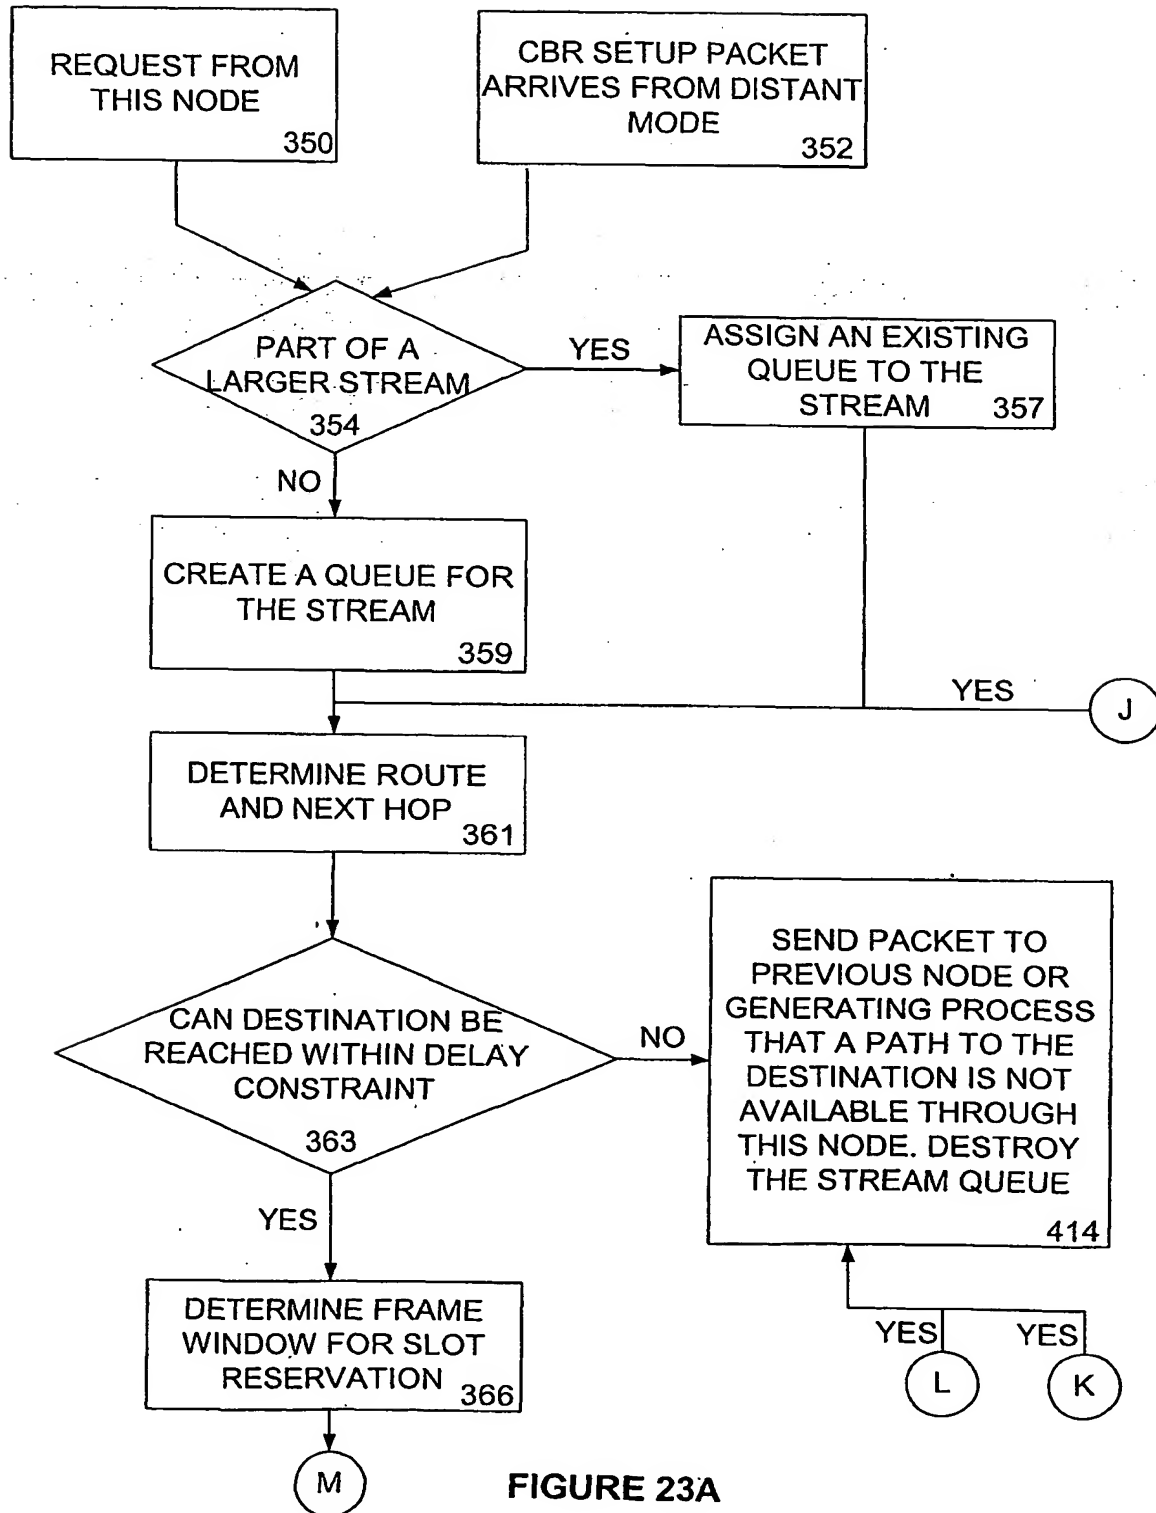 REQUEST FROM
THIS NODE
350
CBR SETUP PACKET
ARRIVES FROM DISTANT
MODE
352
PART OF A
LARGER STREAM
354
YES
ASSIGN AN EXISTING
QUEUE TO THE
STREAM
357
NO
CREATE A QUEUE FOR
THE STREAM
359
YES
J
DETERMINE ROUTE
AND NEXT HOP
361
CAN DESTINATION BE
REACHED WITHIN DELAY
CONSTRAINT
363
NO
SEND PACKET TO
PREVIOUS NODE OR
GENERATING PROCESS
THAT A PATH TO THE
DESTINATION IS NOT
AVAILABLE THROUGH
THIS NODE. DESTROY
THE STREAM QUEUE
414
YES
DETERMINE FRAME
WINDOW FOR SLOT
RESERVATION
366
YES
YES
L
K
M
FIGURE 23A